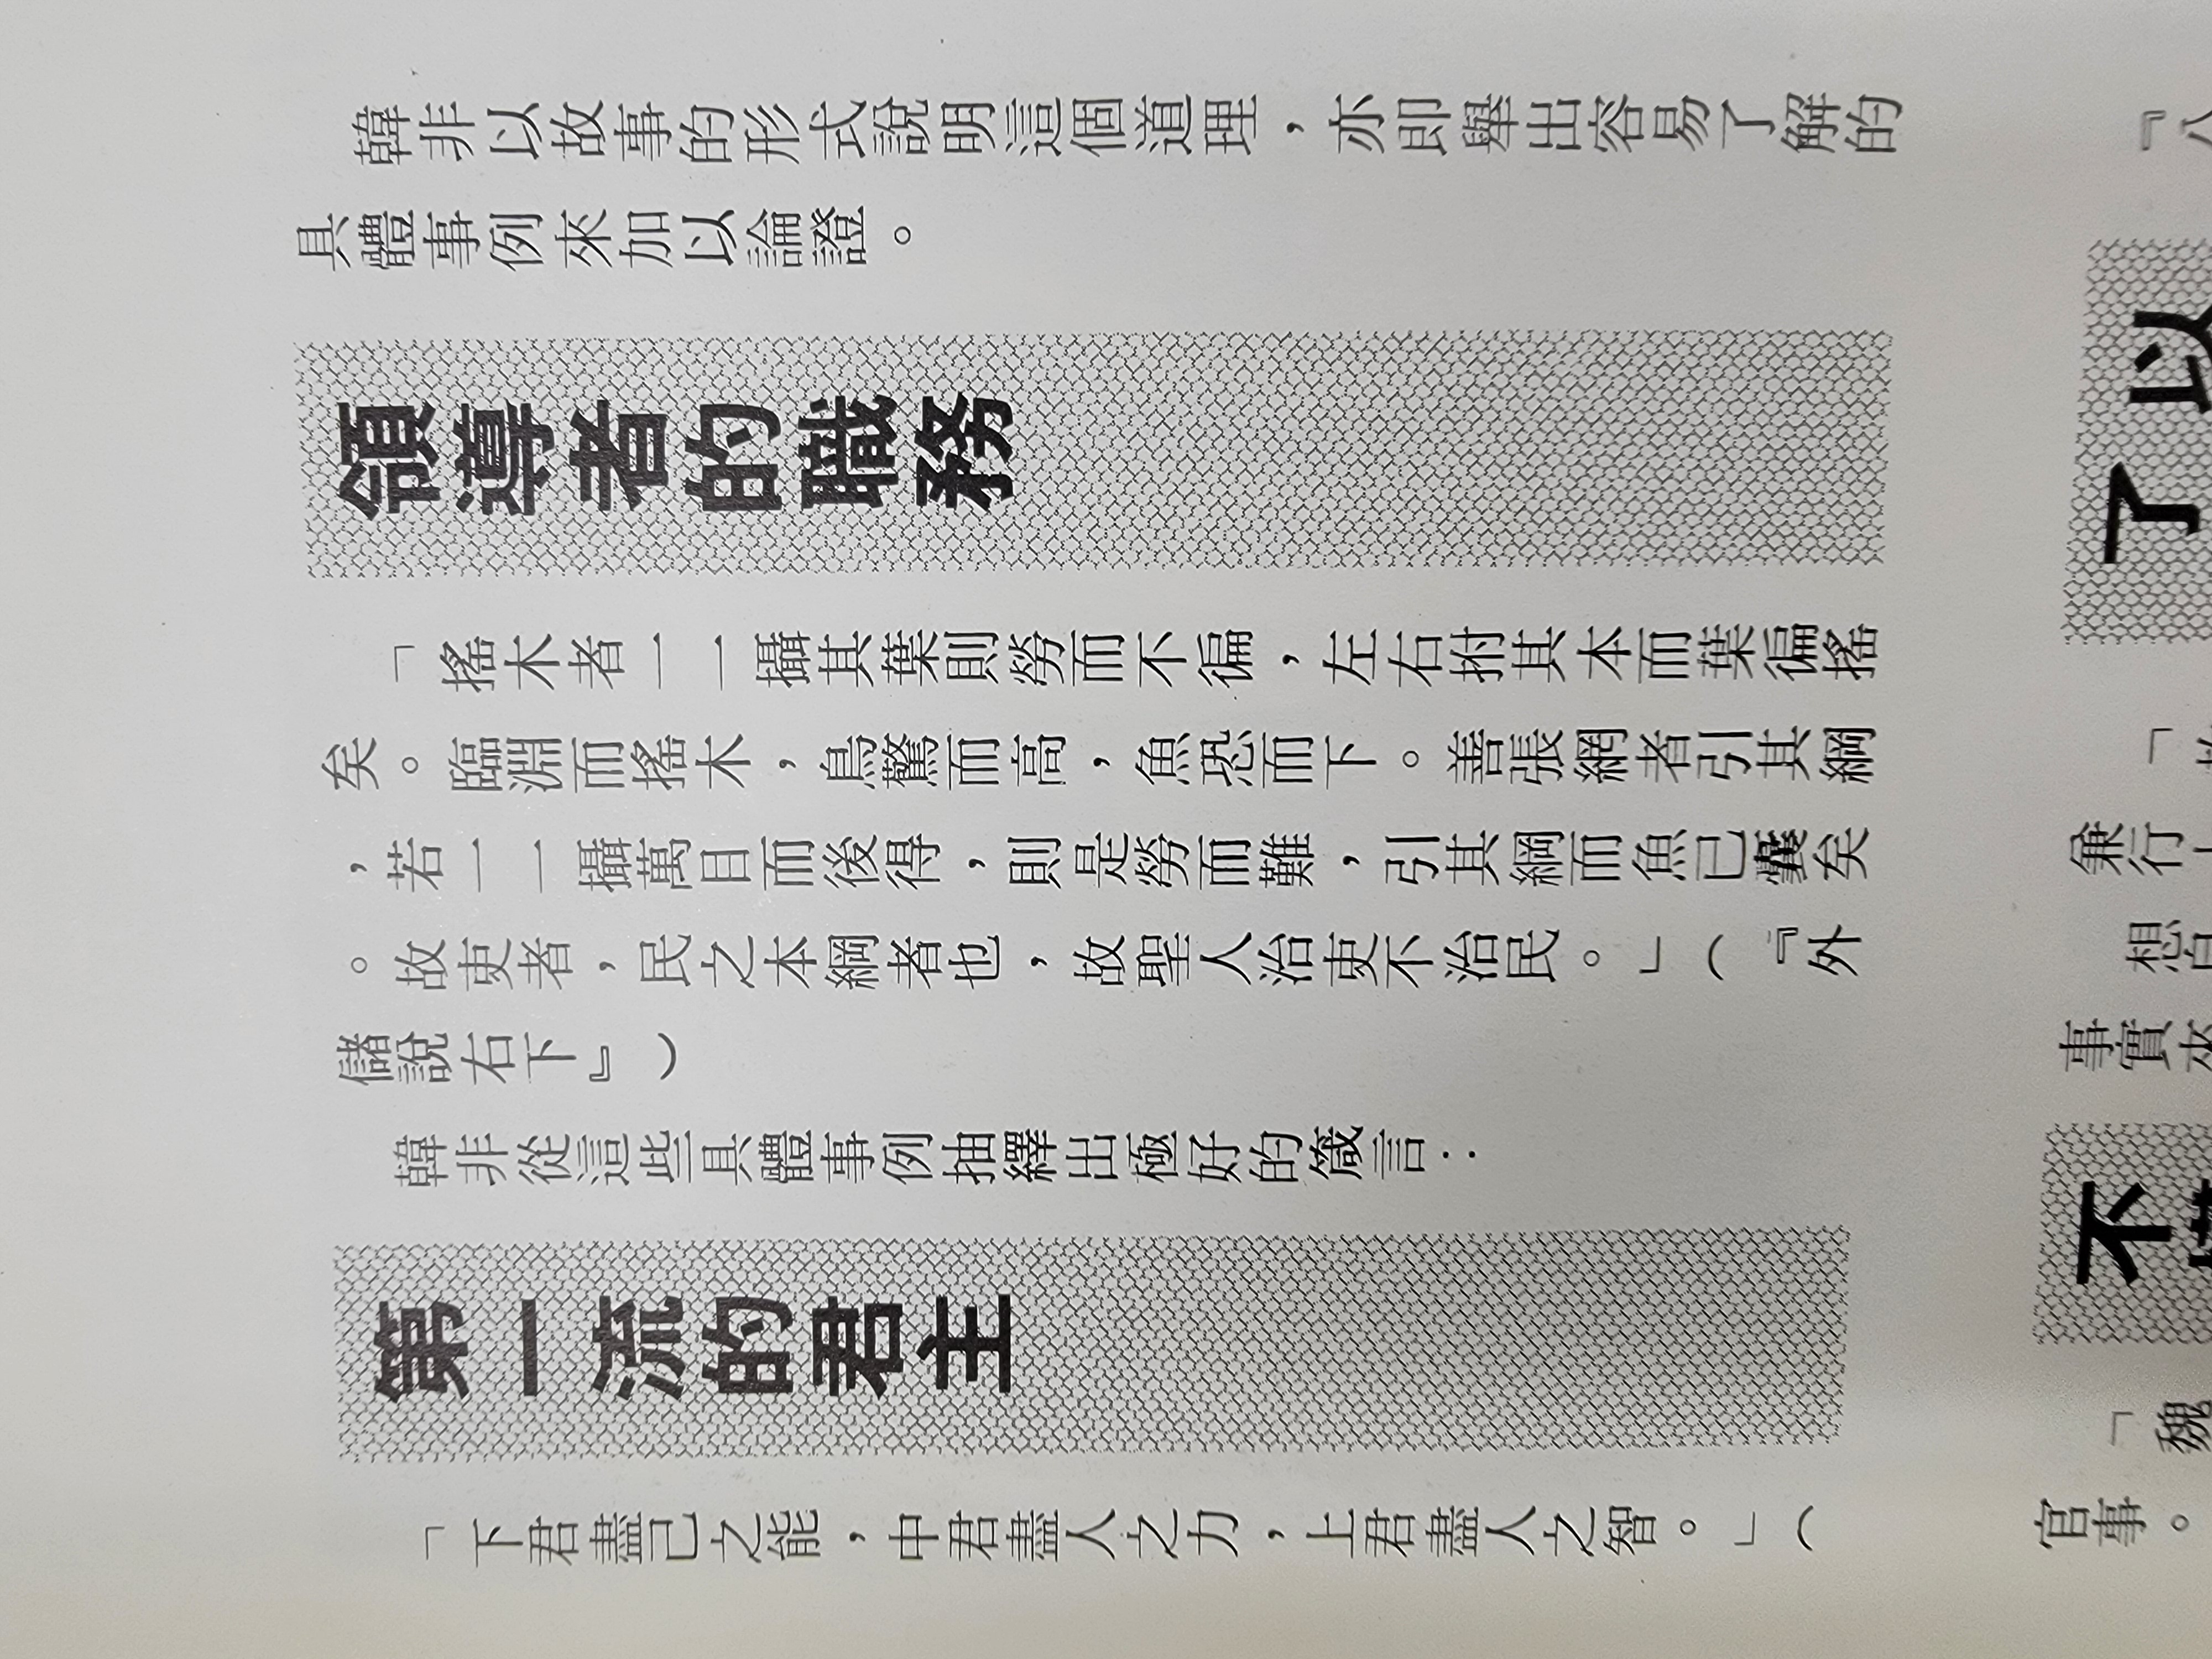 韓非以故事的形式說明這個道理，亦即舉出容易了解的
具體事例來加以論證。
領導者的職務
「搖木者一一攝其葉則勞而不徧，左右拊其本而葉徧搖
矣。臨淵而搖木，鳥驚而高，魚恐而下。善張網者引其綱
，若一一攝萬目而後得，則是勞而難，引其綱而魚已囊矣
。故吏者，民之本綱者也，故聖人治吏不治民。」（『外
儲說右下』）
韓非從這些具體事例抽繹出極好的箴言：
第一流的君主
「下君盡己之能，中君盡人之力，上君盡人之智。」（
『八
以
了
「
兼行
想
事實來
不
「魏
官事。